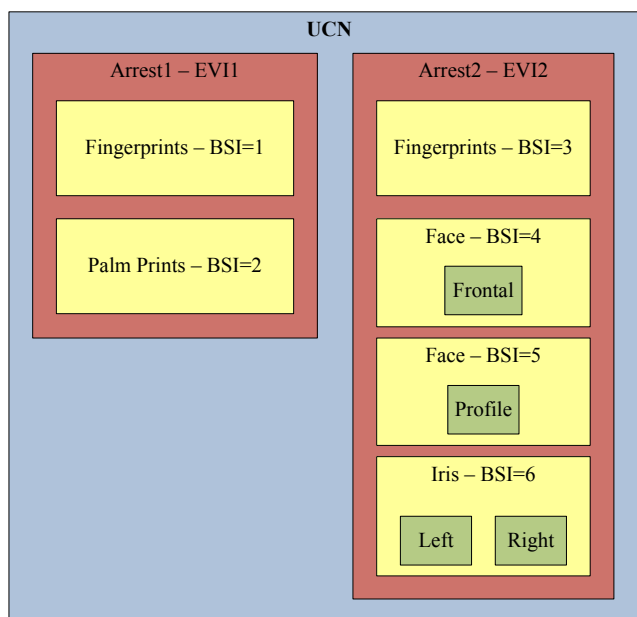 UCN
Arrest1 – EVI1
Fingerprints – BSI=1
Palm Prints – BSI=2
Arrest2 – EVI2
Fingerprints – BSI=3
Face – BSI=4
Frontal
Face – BSI=5
Profile
Iris – BSI=6
Left
Right